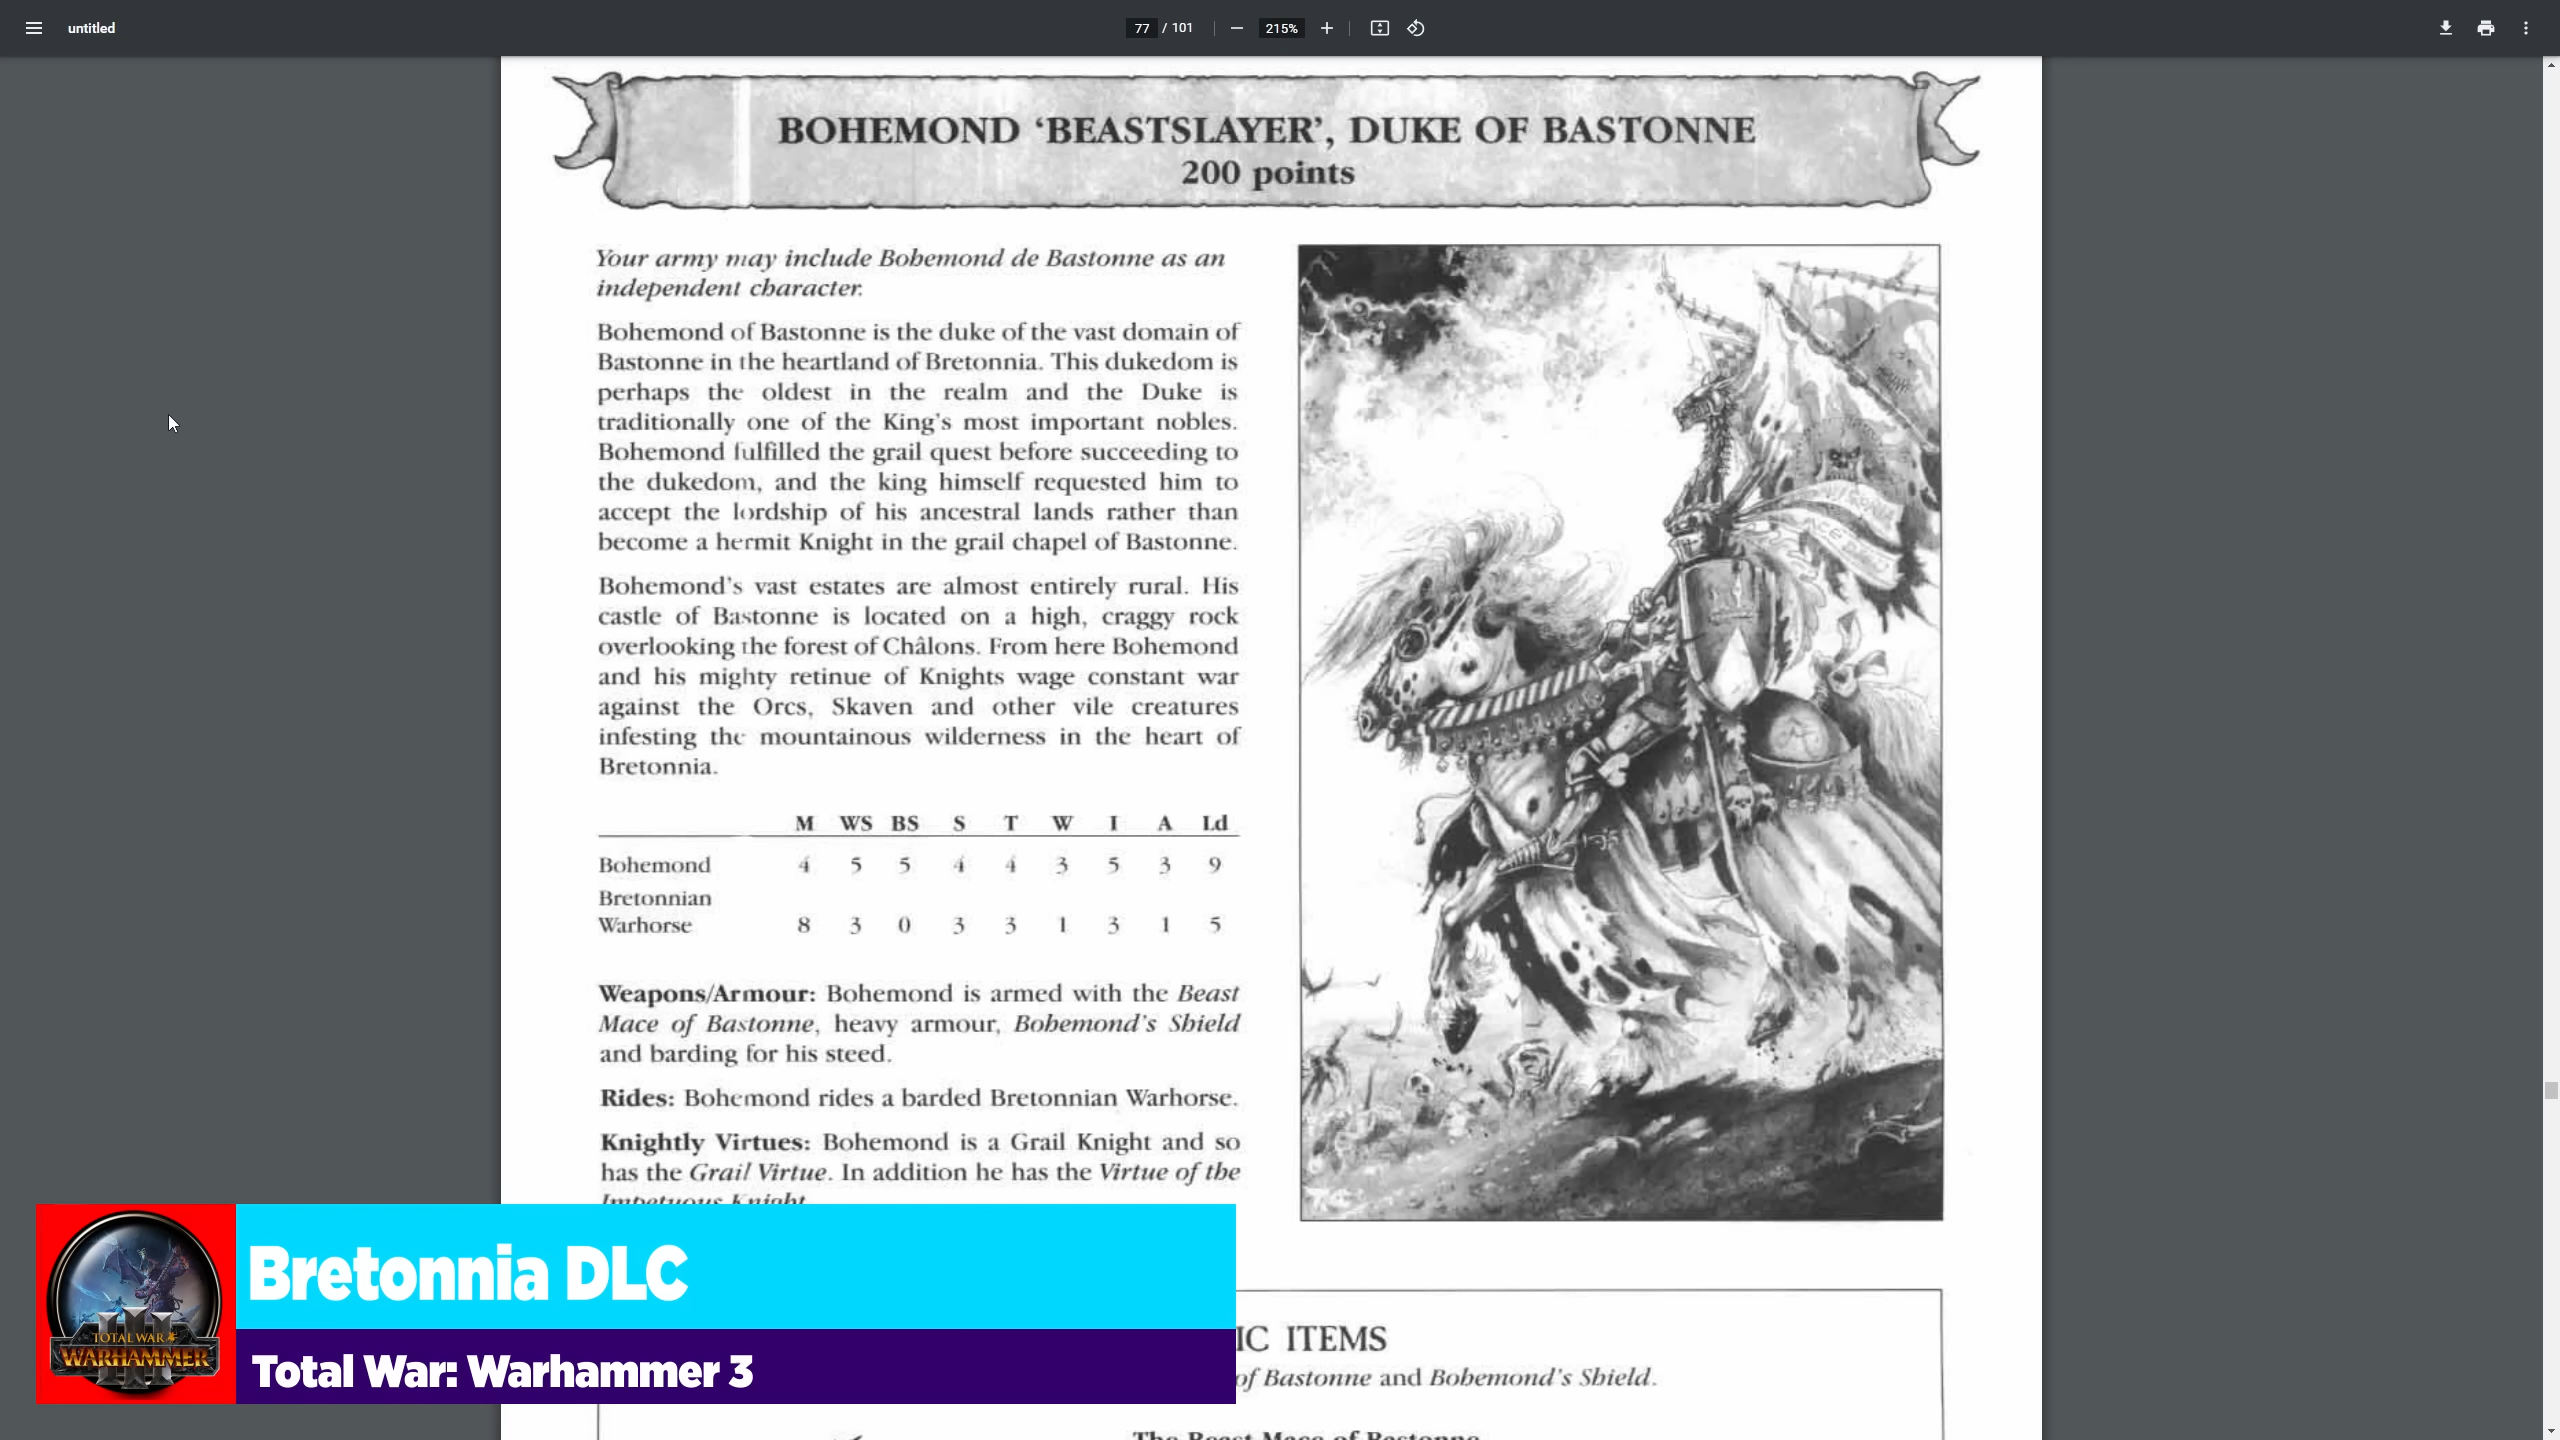 untitled
77 / 101
215%
BOHEMOND ‘BEASTSLAYER’, DUKE OF BASTONNE
200 points
Your army may include Bohemond de Bastonne as an
independent character.
Bohemond of Bastonne is the duke of the vast domain of
Bastonne in the heartland of Bretonnia. This dukedom is
perhaps the oldest in the realm and the Duke is
traditionally one of the King’s most important nobles.
Bohemond fulfilled the grail quest before succeeding to
the dukedom, and the king himself requested him to
accept the lordship of his ancestral lands rather than
become a hermit Knight in the grail chapel of Bastonne.
Bohemond’s vast estates are almost entirely rural. His
castle of Bastonne is located on a high, craggy rock
overlooking the forest of Châlons. From here Bohemond
and his mighty retinue of Knights wage constant war
against the Orcs, Skaven and other vile creatures
infesting the mountainous wilderness in the heart of
Bretonnia.
M WS BS S T W I A Ld
Bohemond 4 5 5 4 4 3 5 3 9
Bretonnian
Warhorse 8 3 0 3 3 1 3 1 5
Weapons/Armour: Bohemond is armed with the Beast
Mace of Bastonne, heavy armour, Bohemond’s Shield
and barding for his steed.
Rides: Bohemond rides a barded Bretonnian Warhorse.
Knightly Virtues: Bohemond is a Grail Knight and so
has the Grail Virtue. In addition he has the Virtue of the
Impetuous Knight.
IC ITEMS
of Bastonne and Bohemond’s Shield.
The Beast Mace of Bastonne
Bretonnia DLC
Total War: Warhammer 3
TOTAL WAR
WARHAMMER
III